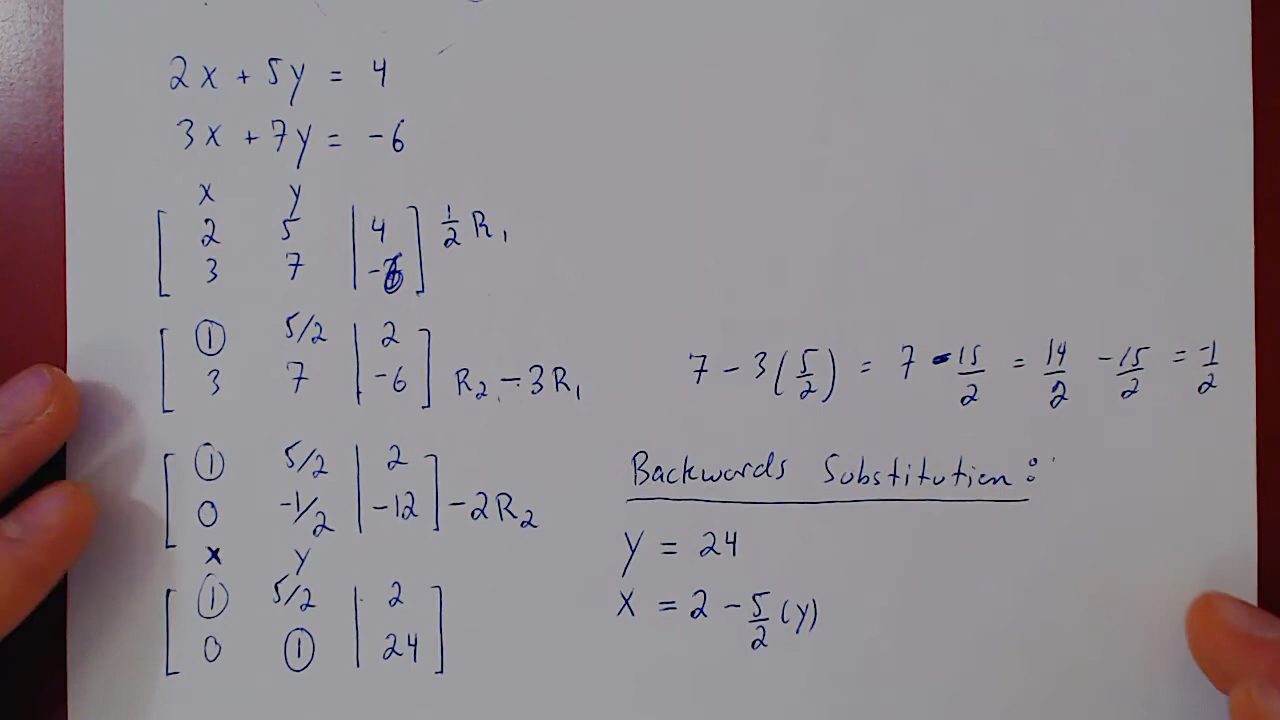 2x + 5y = 4
3x + 7y = -6
x y
[ 2 5 | 4 ] 1/2 R₁
[ 3 7 | -6 ]
[ ① 5/2 | 2 ]
[ 3 7 | -6 ] R₂ - 3R₁
7 - 3(5/2) = 7 - 15/2 = 14/2 - 15/2 = -1/2
[ ① 5/2 | 2 ]
[ 0 -1/2 | -12 ] -2R₂
x y
[ ① 5/2 | 2 ]
[ 0 ① | 24 ]
Backwards Substitution:
y = 24
x = 2 - 5/2 (y)